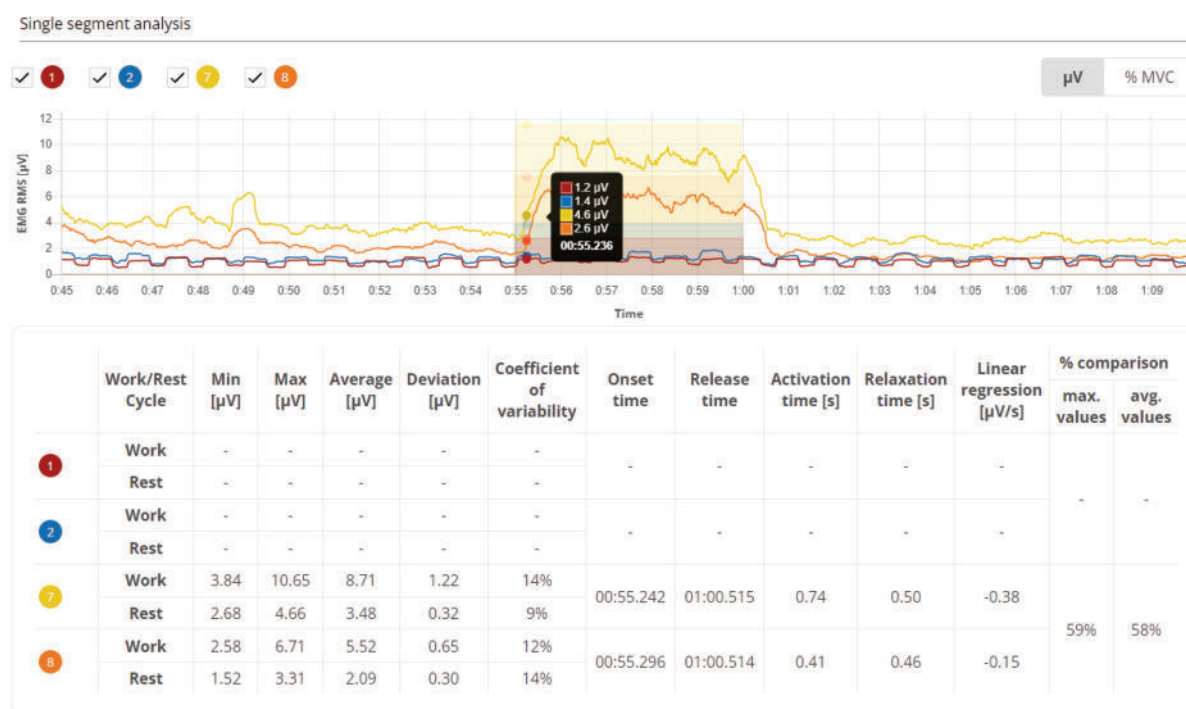 Single segment analysis
1 2 7 8 µV % MVC
12
10
8
6
4
2
0
EMG RMS [µV]
1.2 µV
1.4 µV
4.6 µV
2.6 µV
00:55.236
0:45 0:46 0:47 0:48 0:49 0:50 0:51 0:52 0:53 0:54 0:55 0:56 0:57 0:58 0:59 1:00 1:01 1:02 1:03 1:04 1:05 1:06 1:07 1:08 1:09
Time
Work/Rest Cycle Min [µV] Max [µV] Average [µV] Deviation [µV] Coefficient of variability Onset time Release time Activation time [s] Relaxation time [s] Linear regression [µV/s] % comparison
max. values avg. values
1 Work - - - - - - - - - - - -
Rest - - - - -
2 Work - - - - - - - - - -
Rest - - - - -
7 Work 3.84 10.65 8.71 1.22 14% 00:55.242 01:00.515 0.74 0.50 -0.38 59% 58%
Rest 2.68 4.66 3.48 0.32 9%
8 Work 2.58 6.71 5.52 0.65 12% 00:55.296 01:00.514 0.41 0.46 -0.15
Rest 1.52 3.31 2.09 0.30 14%